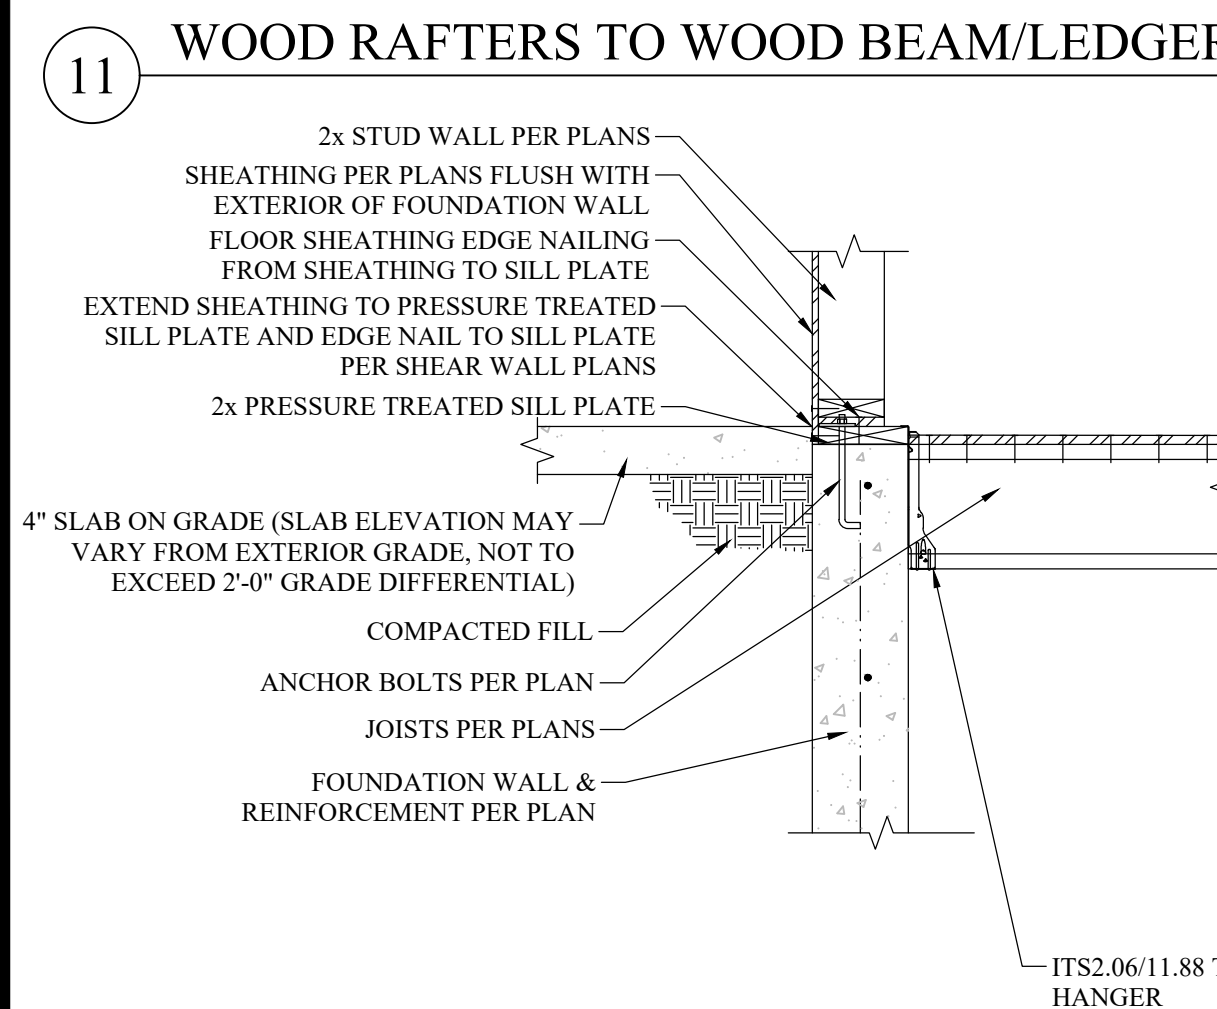 11
WOOD RAFTERS TO WOOD BEAM/LEDGER
2x STUD WALL PER PLANS
SHEATHING PER PLANS FLUSH WITH
EXTERIOR OF FOUNDATION WALL
FLOOR SHEATHING EDGE NAILING
FROM SHEATHING TO SILL PLATE
EXTEND SHEATHING TO PRESSURE TREATED
SILL PLATE AND EDGE NAIL TO SILL PLATE
PER SHEAR WALL PLANS
2x PRESSURE TREATED SILL PLATE
4" SLAB ON GRADE (SLAB ELEVATION MAY
VARY FROM EXTERIOR GRADE, NOT TO
EXCEED 2'-0" GRADE DIFFERENTIAL)
COMPACTED FILL
ANCHOR BOLTS PER PLAN
JOISTS PER PLANS
FOUNDATION WALL &
REINFORCEMENT PER PLAN
ITS2.06/11.88
HANGER